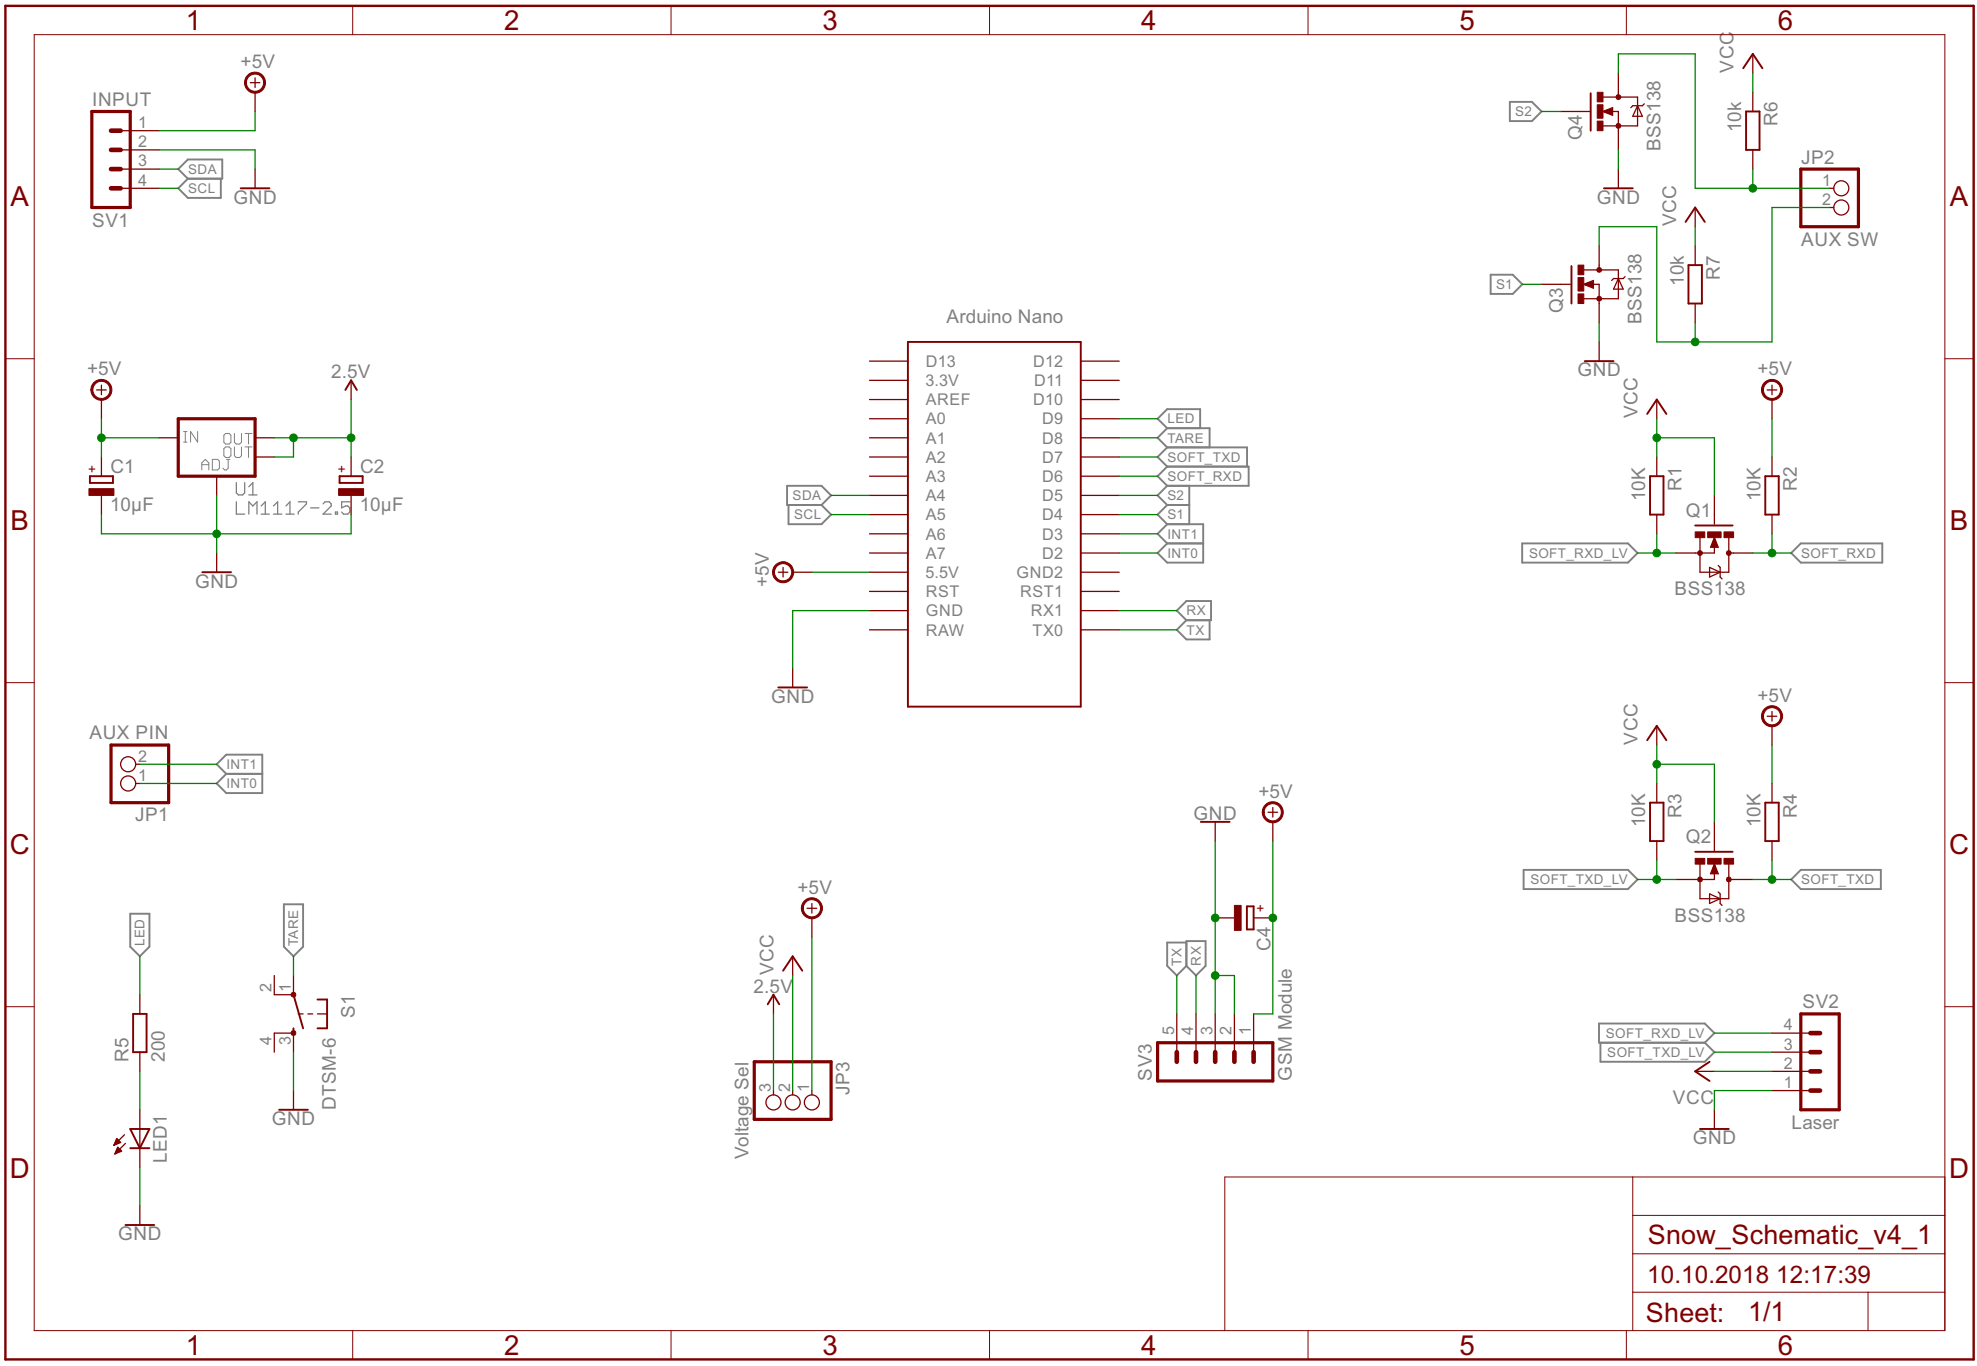 1 2 3 4 5 6
A
B
C
D
A
B
C
D
+5V
INPUT
1
2
3
4
SDA
SCL
GND
SV1
+5V
2.5V
IN
OUT
OUT
ADJ
+
C1
10µF
U1
LM1117-2.5
+
C2
10µF
GND
AUX PIN
2
1
INT1
INT0
JP1
LED
R5
200
LED1
GND
TARE
2
1
4
3
S1
DTSM-6
GND
Arduino Nano
D13
3.3V
AREF
A0
A1
A2
A3
A4
A5
A6
A7
5.5V
RST
GND
RAW
D12
D11
D10
D9
D8
D7
D6
D5
D4
D3
D2
GND2
RST1
RX1
TX0
SDA
SCL
+5V
GND
LED
TARE
SOFT_TXD
SOFT_RXD
S2
S1
INT1
INT0
RX
TX
+5V
VCC
2.5V
3
2
1
Voltage Sel
JP3
GND
+5V
+
C4
TX
RX
5
4
3
2
1
SV3
GSM Module
S2
Q4
BSS138
GND
VCC
10k
R6
JP2
1
2
AUX SW
S1
Q3
BSS138
GND
VCC
10k
R7
VCC
+5V
10K
R1
10K
R2
Q1
SOFT_RXD_LV
SOFT_RXD
BSS138
VCC
+5V
10K
R3
10K
R4
Q2
SOFT_TXD_LV
SOFT_TXD
BSS138
SV2
SOFT_RXD_LV
SOFT_TXD_LV
4
3
2
1
VCC
GND
Laser
Snow_Schematic_v4_1
10.10.2018 12:17:39
Sheet: 1/1
1 2 3 4 5 6